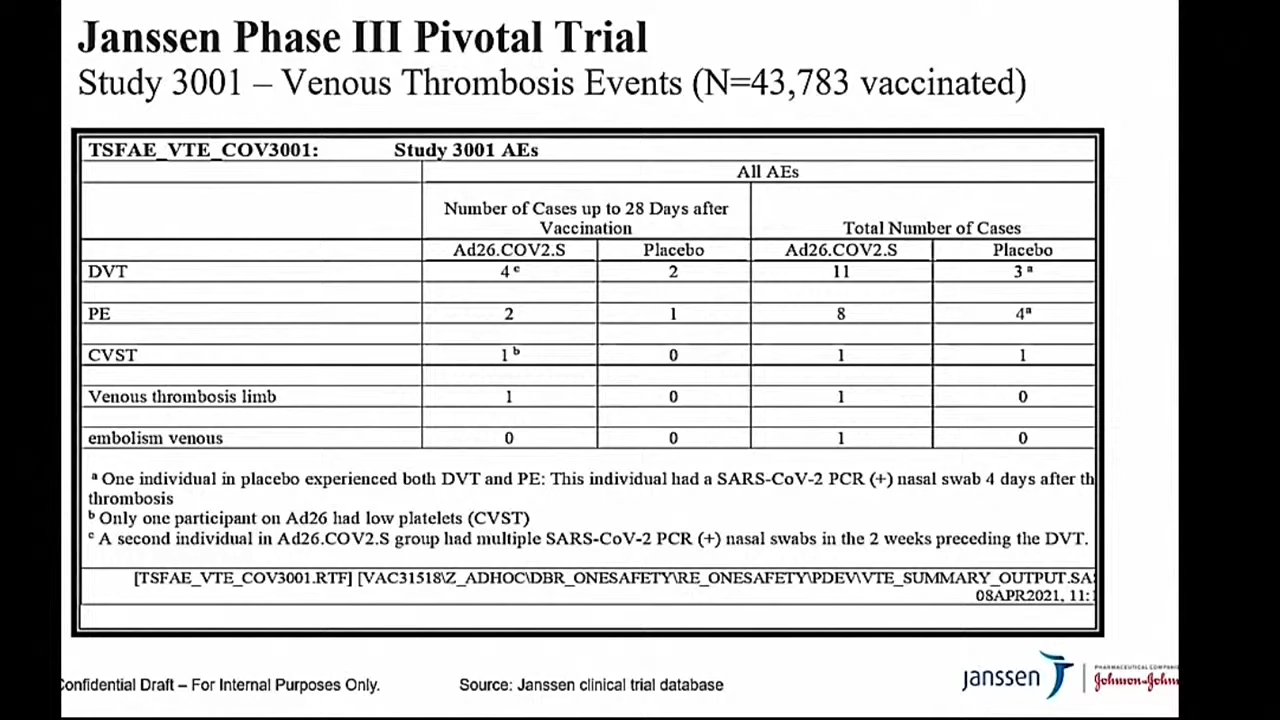 Janssen Phase III Pivotal Trial
Study 3001 – Venous Thrombosis Events (N=43,783 vaccinated)
TSFAE_VTE_COV3001: Study 3001 AEs
All AEs
Number of Cases up to 28 Days after
Vaccination
Total Number of Cases
Ad26.COV2.S Placebo Ad26.COV2.S Placebo
DVT 4 c 2 11 3 a
PE 2 1 8 4a
CVST 1 b 0 1 1
Venous thrombosis limb 1 0 1 0
embolism venous 0 0 1 0
a One individual in placebo experienced both DVT and PE: This individual had a SARS-CoV-2 PCR (+) nasal swab 4 days after th
thrombosis
b Only one participant on Ad26 had low platelets (CVST)
c A second individual in Ad26.COV2.S group had multiple SARS-CoV-2 PCR (+) nasal swabs in the 2 weeks preceding the DVT.
[TSFAE_VTE_COV3001.RTF] [VAC31518\Z_ADHOC\DBR_ONESAFETY\RE_ONESAFETY\PDEV\VTE_SUMMARY_OUTPUT.SA
08APR2021, 11:
Confidential Draft – For Internal Purposes Only.
Source: Janssen clinical trial database
janssen
PHARMACEUTICAL COMPANI
Johnson+John